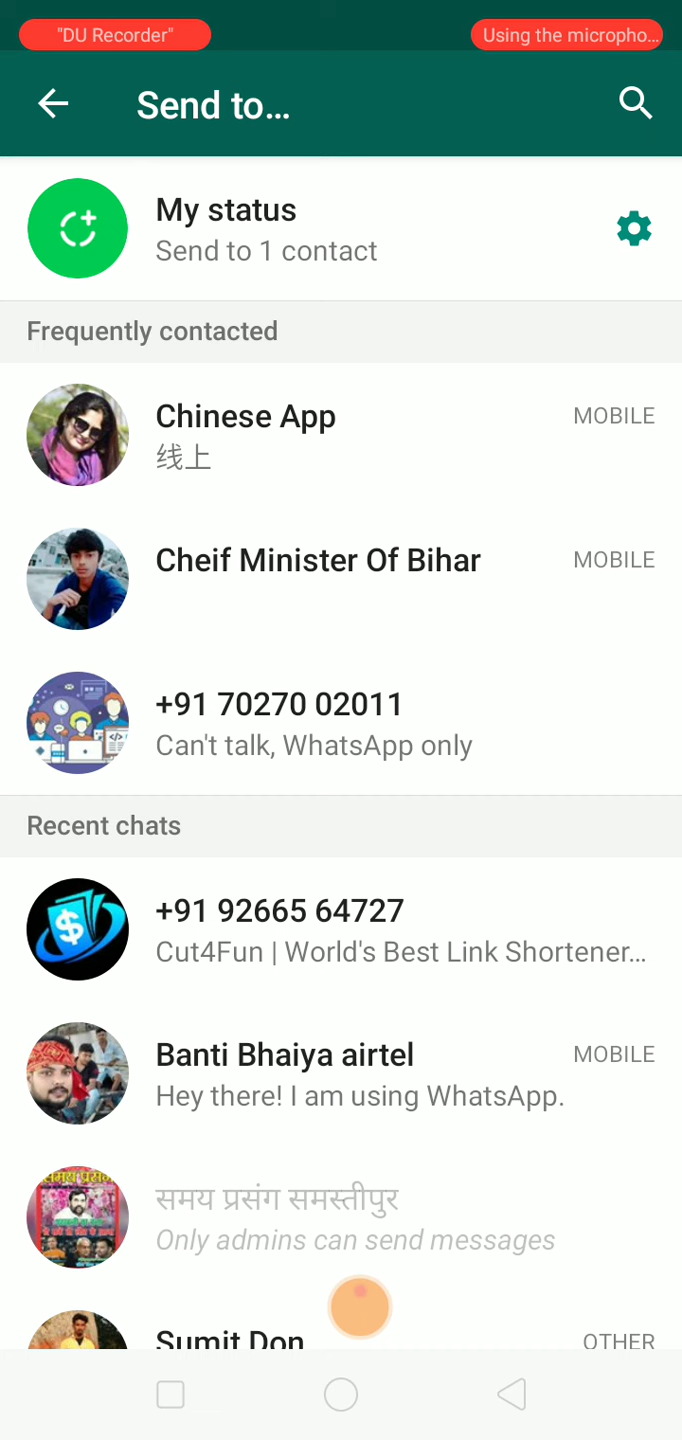 "DU Recorder" Using the micropho...
Send to...
My status
Send to 1 contact
Frequently contacted
Chinese App MOBILE
线上
Cheif Minister Of Bihar MOBILE
+91 70270 02011
Can't talk, WhatsApp only
Recent chats
+91 92665 64727
Cut4Fun | World's Best Link Shortener...
Banti Bhaiya airtel MOBILE
Hey there! I am using WhatsApp.
समय प्रसंग समस्तीपुर
Only admins can send messages
Sumit Don OTHER